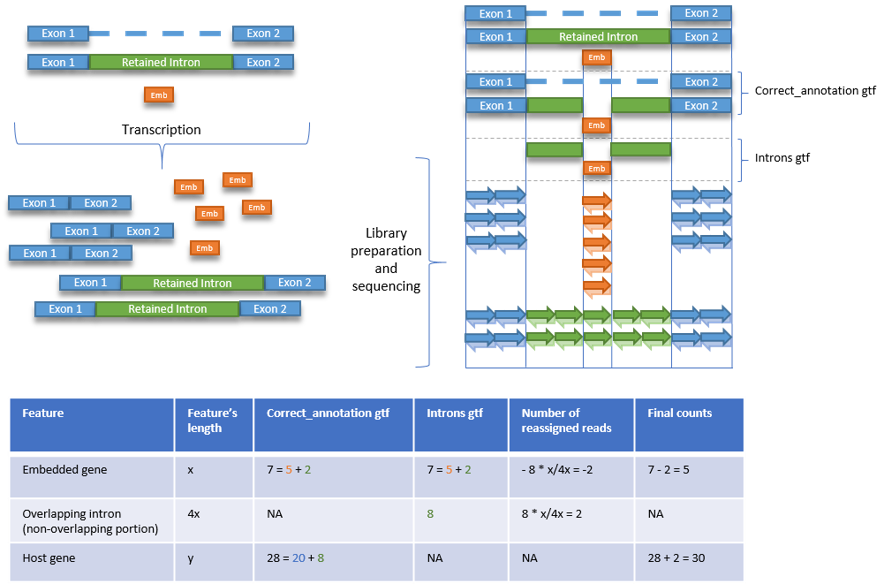 Exon 1 Exon 2
Exon 1 Retained Intron Exon 2
Emb
Transcription
Emb
Emb
Emb
Emb
Emb
Exon 1 Exon 2
Exon 1 Exon 2
Exon 1 Exon 2
Exon 1 Retained Intron Exon 2
Exon 1 Retained Intron Exon 2
Library
preparation
and
sequencing
Exon 1 Exon 2
Exon 1 Retained Intron Exon 2
Emb
Exon 1 Exon 2
Exon 1 Exon 2
Emb
Correct_annotation gtf
Emb
Introns gtf
Feature Feature's length Correct_annotation gtf Introns gtf Number of reassigned reads Final counts
Embedded gene x 7 = 5 + 2 7 = 5 + 2 - 8 * x/4x = -2 7 - 2 = 5
Overlapping intron (non-overlapping portion) 4x NA 8 8 * x/4x = 2 NA
Host gene y 28 = 20 + 8 NA NA 28 + 2 = 30